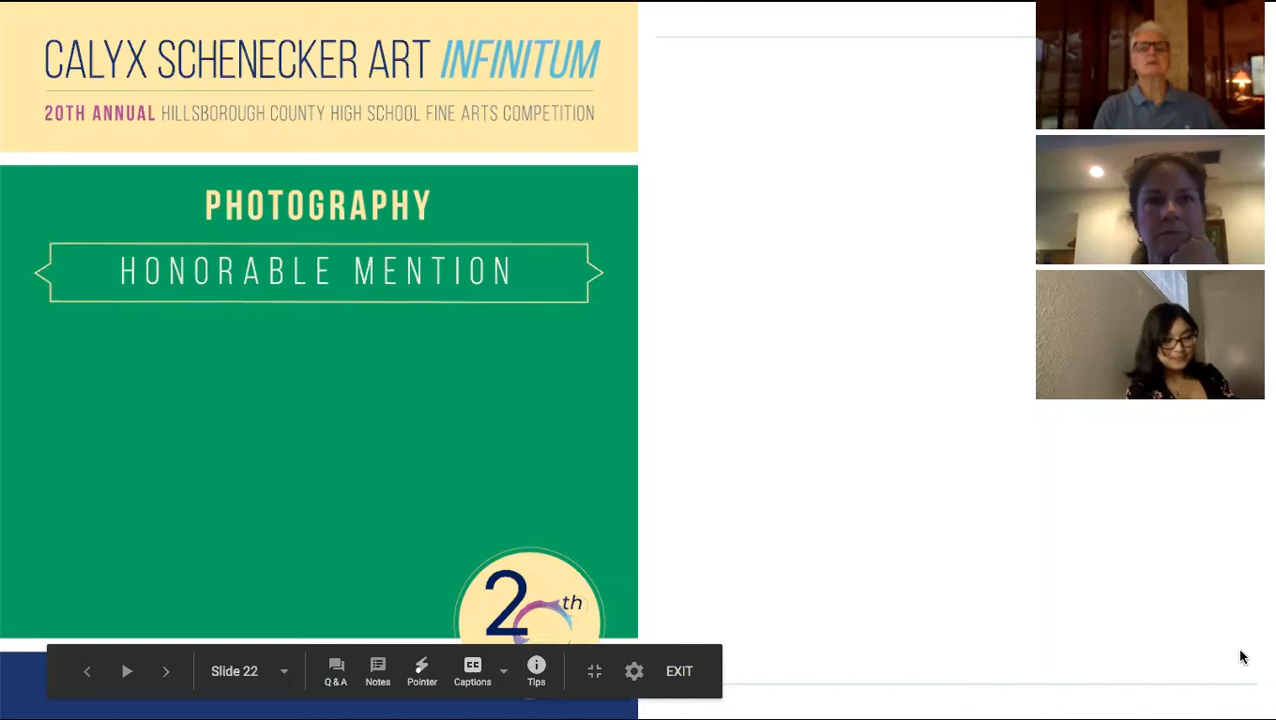 CALYX SCHENECKER ART INFINITUM
20TH ANNUAL HILLSBOROUGH COUNTY HIGH SCHOOL FINE ARTS COMPETITION
PHOTOGRAPHY
HONORABLE MENTION
20th
Slide 22
Q & A
Notes
Pointer
CC
Captions
Tips
EXIT